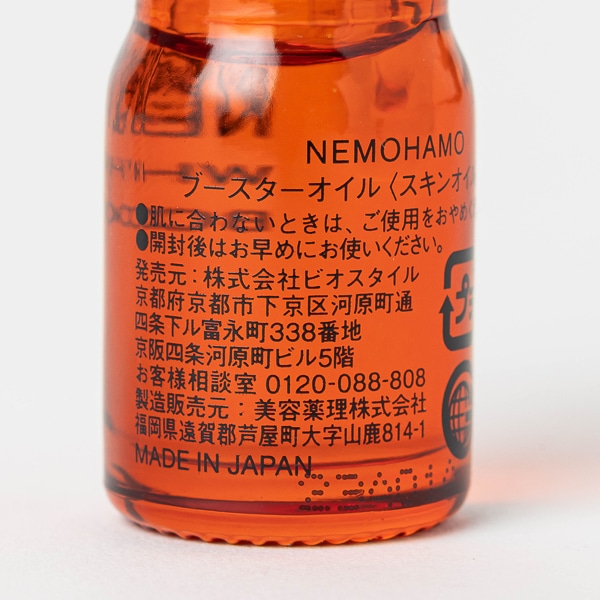 NEMOHAMO
ブースターオイル〈スキンオイ
●肌に合わないときは、ご使用をおやめく
●開封後はお早めにお使いください。
発売元：株式会社ビオスタイル
京都府京都市下京区河原町通
四条下ル富永町338番地
京阪四条河原町ビル5階
お客様相談室 0120-088-808
製造販売元：美容薬理株式会社
福岡県遠賀郡芦屋町大字山鹿814-1
MADE IN JAPAN